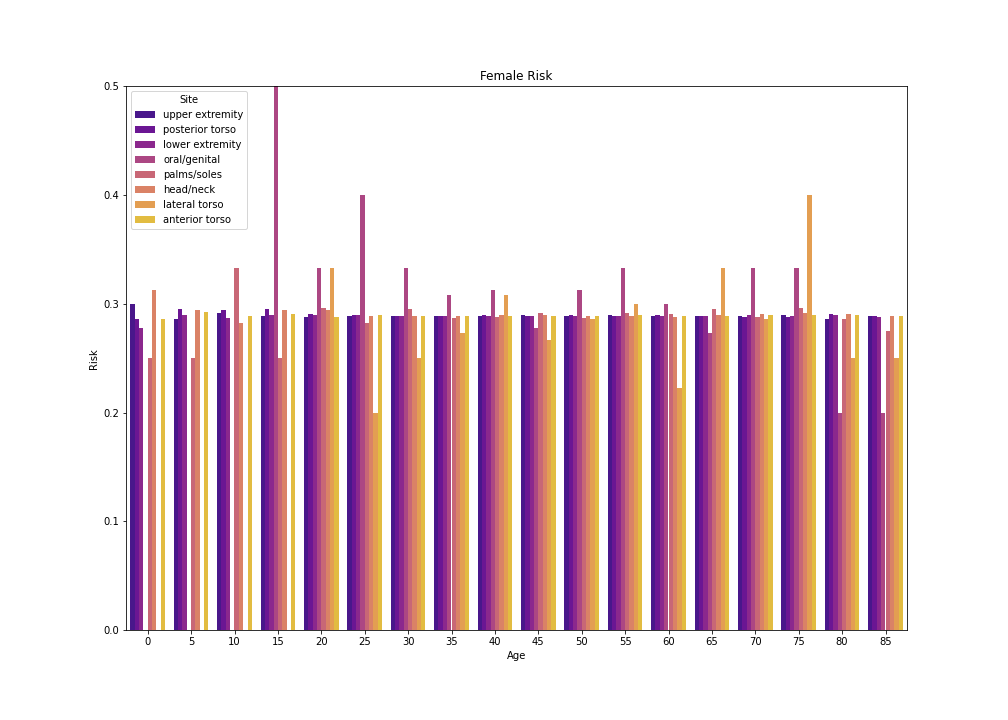 Female Risk
Site
upper extremity
posterior torso
lower extremity
oral/genital
palms/soles
head/neck
lateral torso
anterior torso
0.5
0.4
0.3
0.2
0.1
0.0
Risk
0 5 10 15 20 25 30 35 40 45 50 55 60 65 70 75 80 85
Age